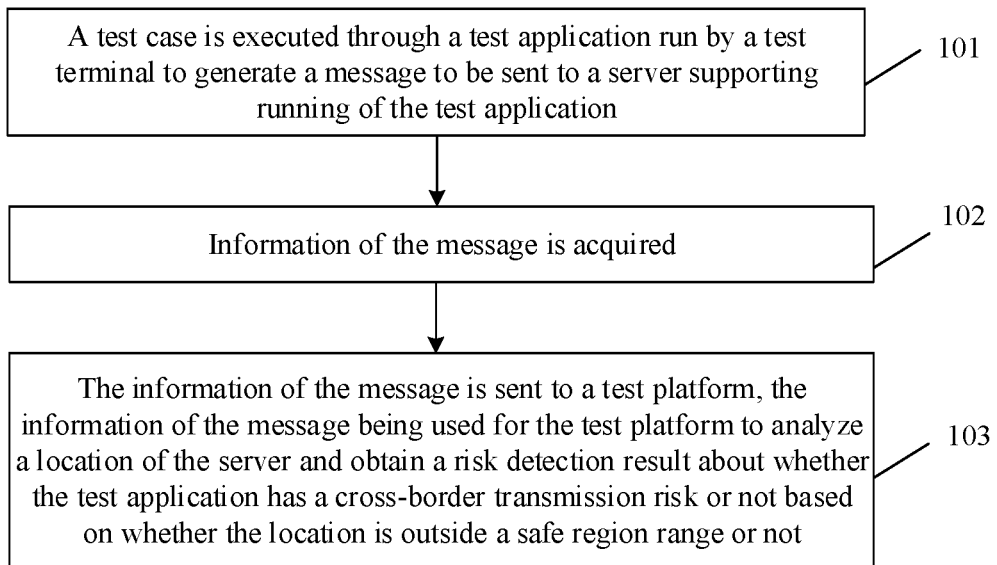 A test case is executed through a test application run by a test
terminal to generate a message to be sent to a server supporting
running of the test application
101
Information of the message is acquired
102
The information of the message is sent to a test platform, the
information of the message being used for the test platform to analyze
a location of the server and obtain a risk detection result about whether
the test application has a cross-border transmission risk or not based
on whether the location is outside a safe region range or not
103